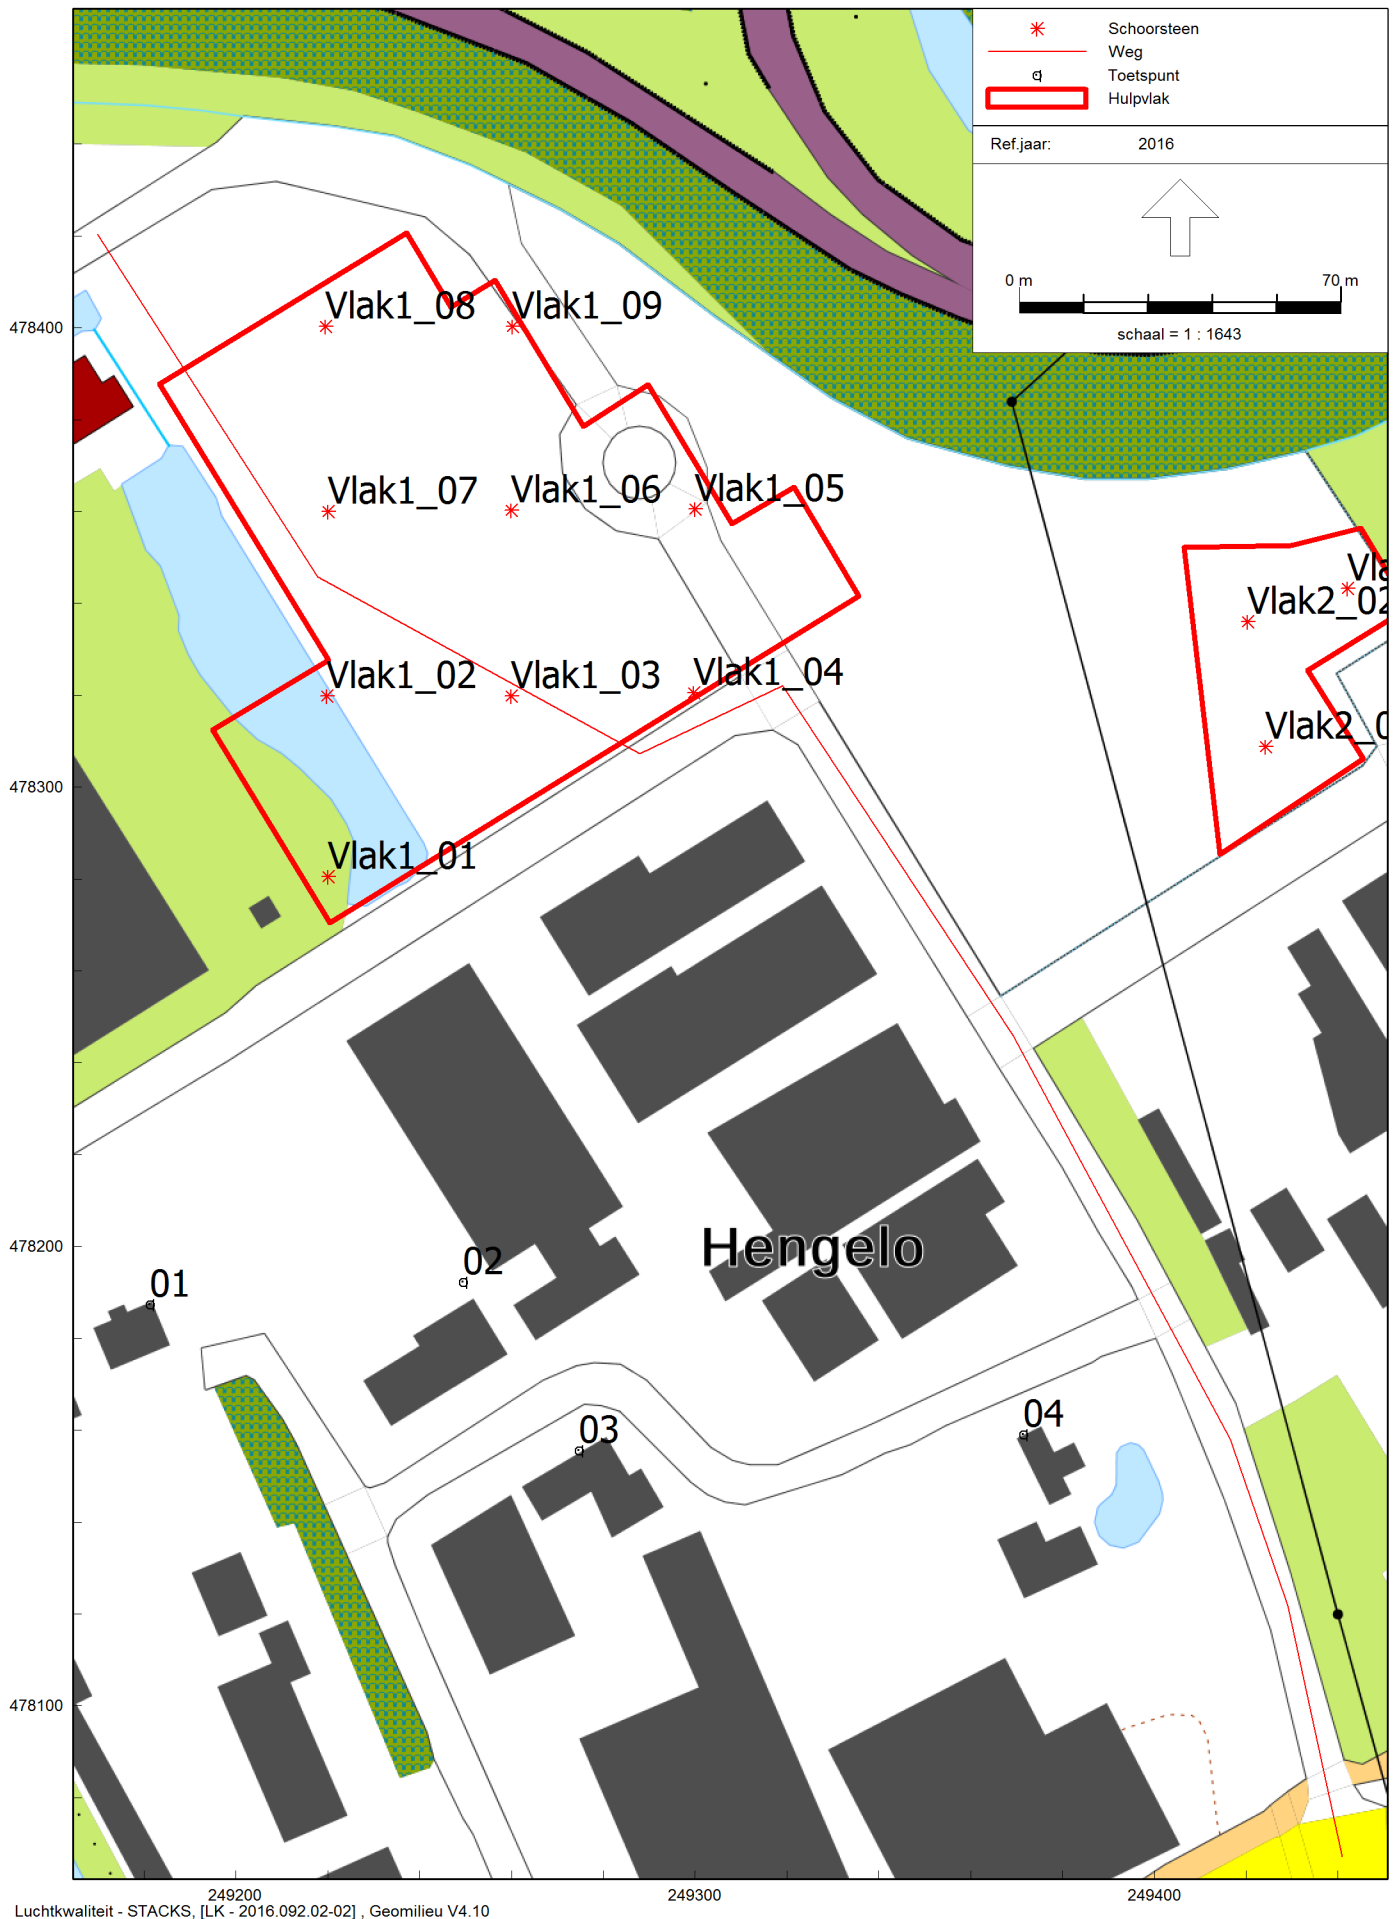 Schoorsteen
Weg
Toetspunt
Hulpvlak
Ref.jaar: 2016
0 m 70 m
schaal = 1 : 1643
Vlak1_08 Vlak1_09
478400
Vlak1_07 Vlak1_06 Vlak1_05
Vla
Vlak2_02
Vlak1_02 Vlak1_03 Vlak1_04
Vlak2_0
478300
Vlak1_01
Hengelo
478200
02
01
04
03
478100
249200 249300 249400
Luchtkwaliteit - STACKS, [LK - 2016.092.02-02] , Geomilieu V4.10